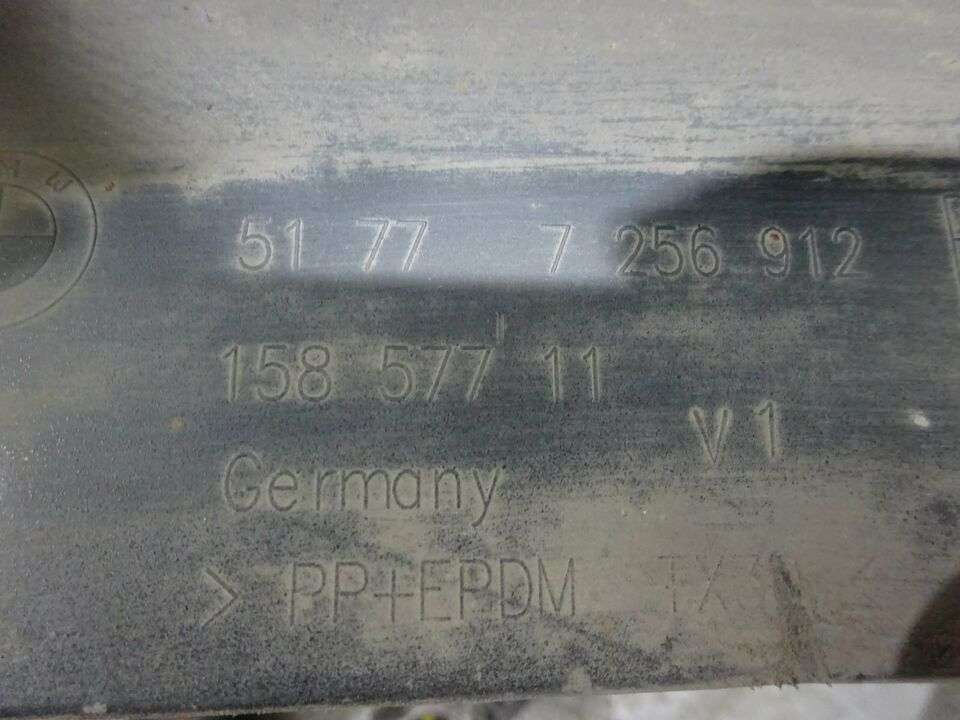 51 77 7 256 912
158 577 11
V1
Germany
> PP+EPDM